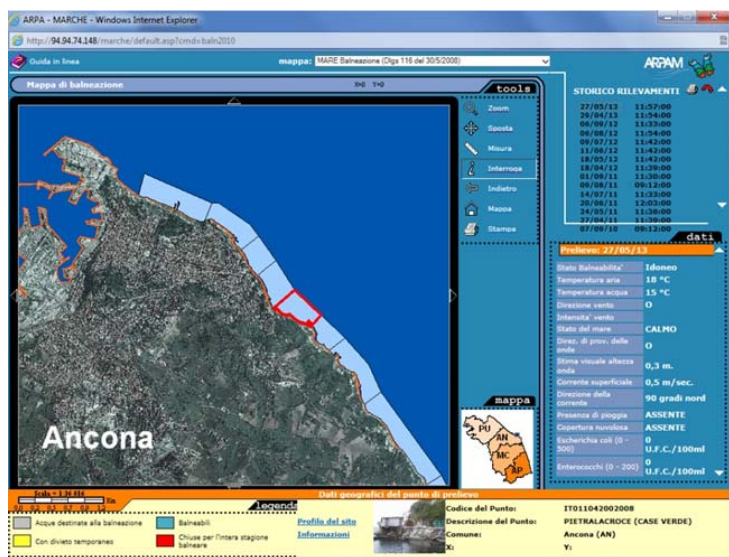 ARPA - MARCHE - Windows Internet Explorer
http://94.94.74.148/marche/default.asp?cmd=baln2010
Guida in linea
mappa: MARE Balneazione (Dlgs 116 del 30/5/2008)
ARPAM
Mappa di balneazione
X=0 Y=0
tools
Zoom
Sposta
Misura
Interroga
Indietro
Mappa
Stampa
mappa
PU
AN
MC
AP
Ancona
STORICO RILEVAMENTI
27/05/13 11:57:00
29/04/13 11:54:00
06/09/12 11:33:00
06/08/12 11:54:00
09/07/12 11:42:00
11/06/12 11:42:00
18/05/12 11:42:00
18/04/12 11:39:00
01/09/11 11:30:00
09/08/11 09:12:00
14/07/11 11:33:00
20/06/11 12:03:00
24/05/11 11:38:00
27/04/11 11:39:00
07/09/10 09:12:00
dati
Prelievo: 27/05/13
Stato Balneabilita' Idoneo
Temperatura aria 18 °C
Temperatura acqua 15 °C
Direzione vento O
Intensita' vento
Stato del mare CALMO
Direz. di prov. delle onde O
Stima visuale altezza onda 0,3 m.
Corrente superficiale 0,5 m/sec.
Direzione della corrente 90 gradi nord
Presenza di pioggia ASSENTE
Copertura nuvolosa ASSENTE
Escherichia coli (0 - 500) 0 U.F.C./100ml
Enterococchi (0 - 200) 0 U.F.C./100ml
Dati geografici del punto di prelievo
Km
legenda
Acque destinate alla balneazione
Balneabili
Con divieto temporaneo
Chiuse per l'intera stagione balneare
Profilo del sito
Informazioni
Codice del Punto: IT011042002008
Descrizione del Punto: PIETRALACROCE (CASE VERDE)
Comune: Ancona (AN)
X: Y: